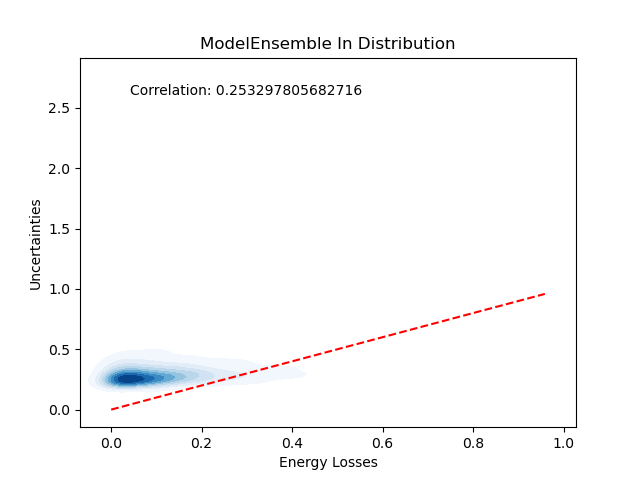 ModelEnsemble In Distribution
Correlation: 0.253297805682716
Uncertainties
2.5
2.0
1.5
1.0
0.5
0.0
0.0 0.2 0.4 0.6 0.8 1.0
Energy Losses